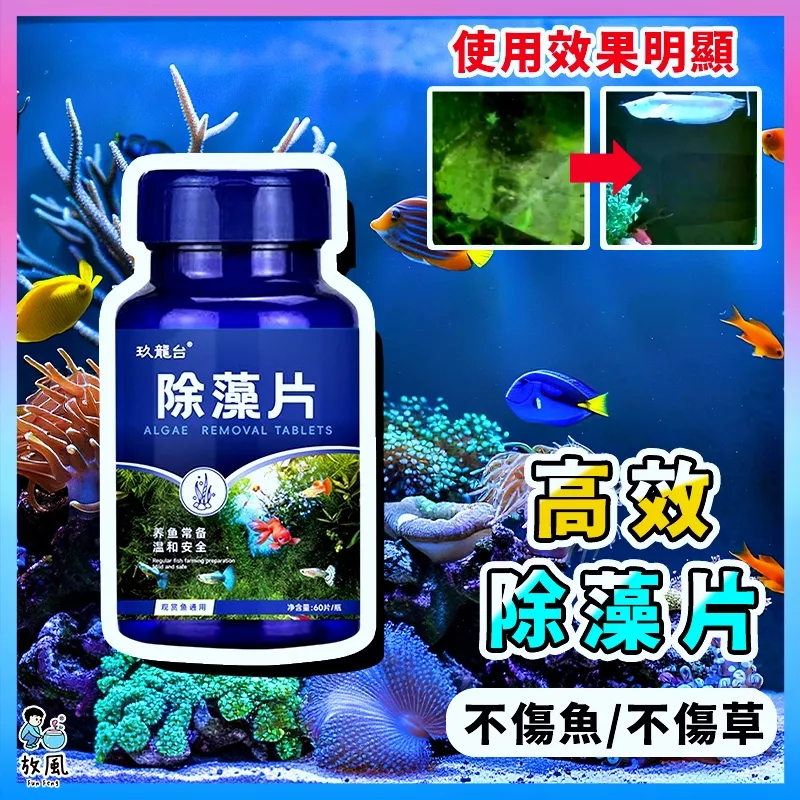 使用效果明顯
玖龍台®
除藻片
ALGAE REMOVAL TABLETS
养鱼常备
温和安全
Regular fish farming preparation
Mild and safe
观赏鱼通用
净含量:60片/瓶
高效
除藻片
不傷魚/不傷草
放風
Fun Feng